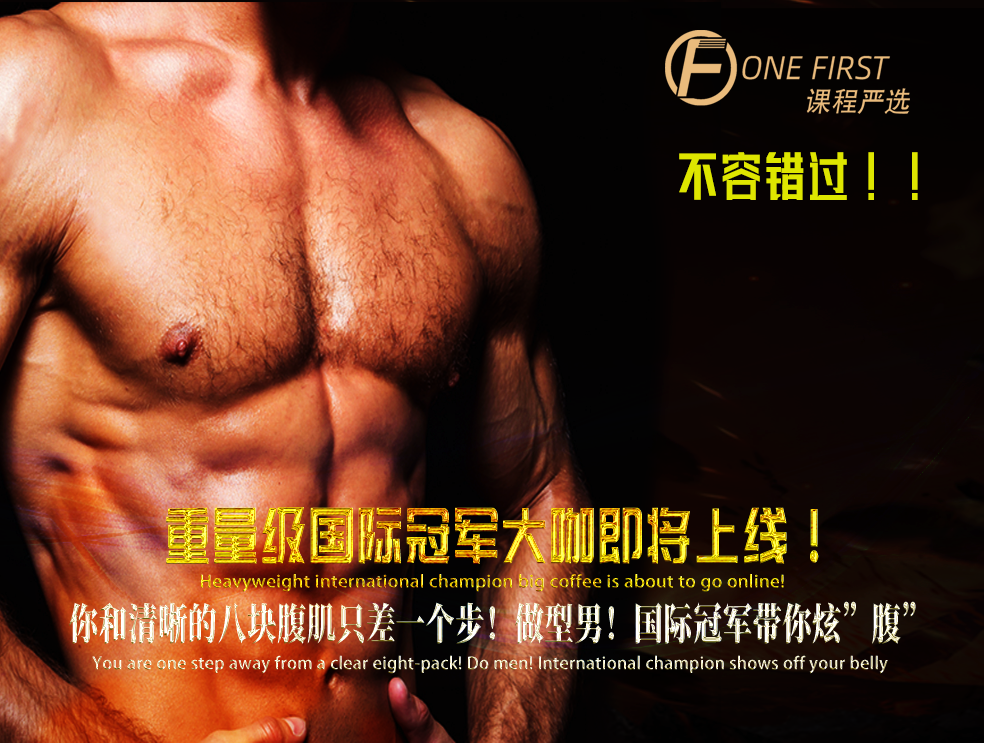 F ONE FIRST
课程严选
不容错过！！
重量级国际冠军大咖即将上线！
Heavyweight international champion big coffee is about to go online!
你和清晰的八块腹肌只差一个步！做型男！国际冠军带你炫”腹”
You are one step away from a clear eight-pack! Do men! International champion shows off your belly